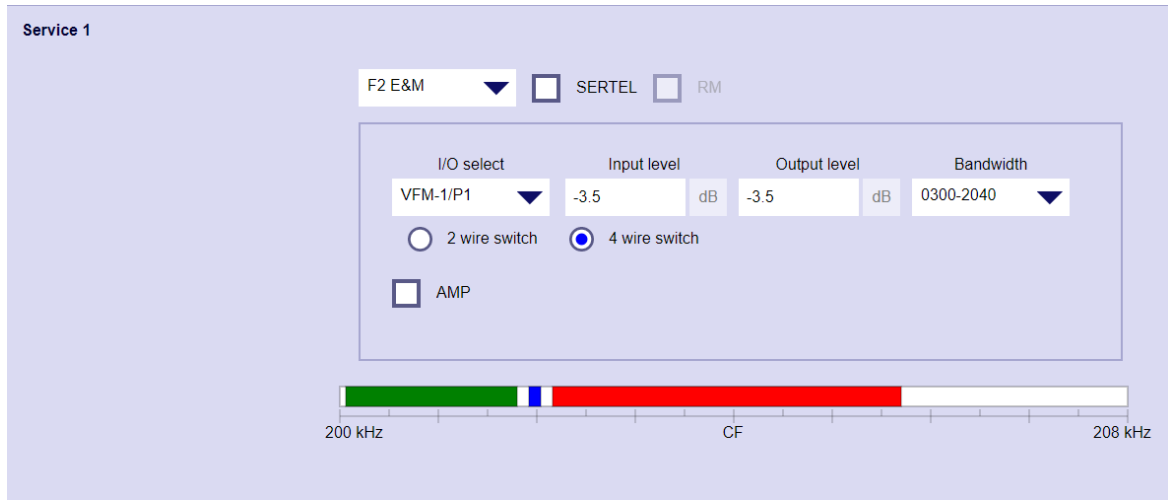 Service 1
F2 E&M SERTEL RM
I/O select Input level Output level Bandwidth
VFM-1/P1 -3.5 dB -3.5 dB 0300-2040
2 wire switch 4 wire switch
AMP
200 kHz CF 208 kHz